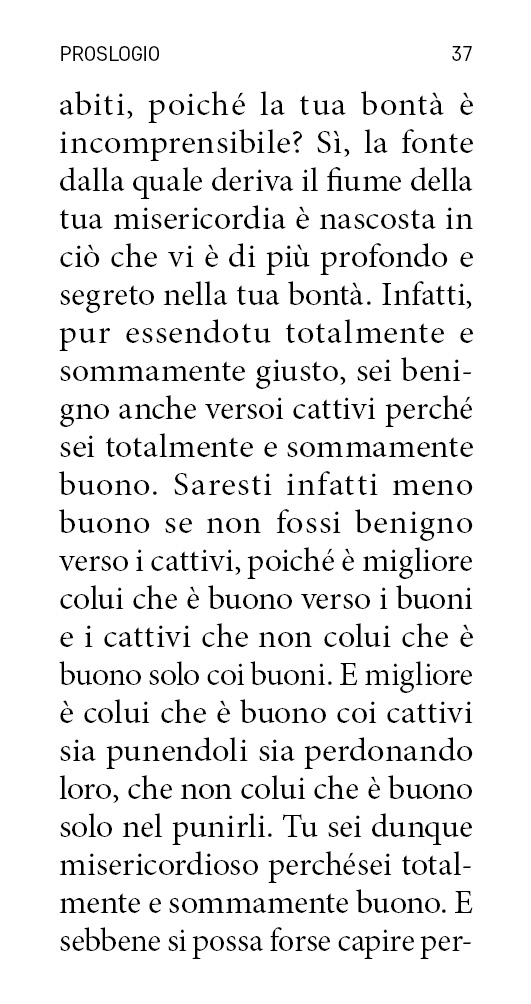 PROSLOGIO 37
abiti, poiché la tua bontà è
incomprensibile? Sì, la fonte
dalla quale deriva il fiume della
tua misericordia è nascosta in
ciò che vi è di più profondo e
segreto nella tua bontà. Infatti,
pur essendotu totalmente e
sommamente giusto, sei beni-
gno anche versoi cattivi perché
sei totalmente e sommamente
buono. Saresti infatti meno
buono se non fossi benigno
verso i cattivi, poiché è migliore
colui che è buono verso i buoni
e i cattivi che non colui che è
buono solo coi buoni. E migliore
è colui che è buono coi cattivi
sia punendoli sia perdonando
loro, che non colui che è buono
solo nel punirli. Tu sei dunque
misericordioso perchései total-
mente e sommamente buono. E
sebbene si possa forse capire per-